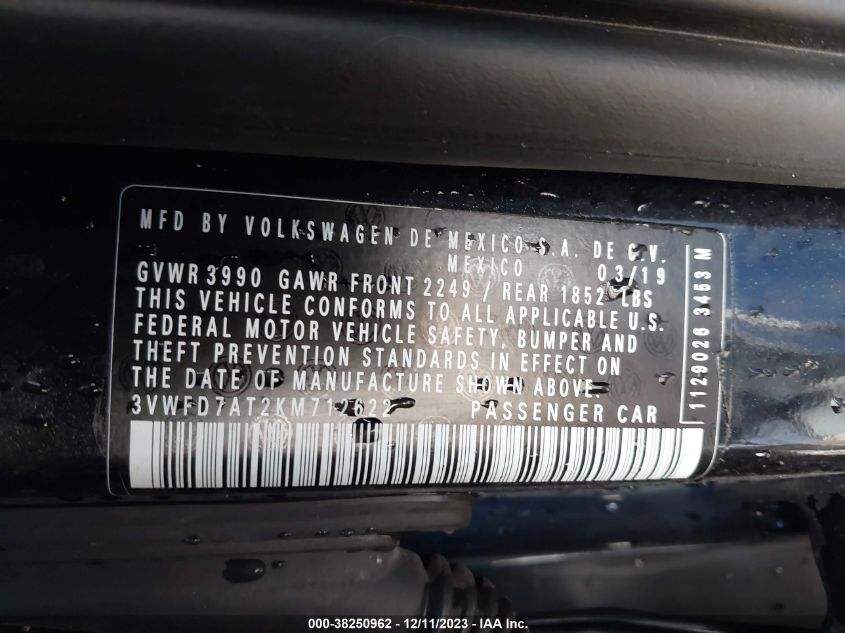 MFD BY VOLKSWAGEN DE MEXICO S.A. DE C.V.
MEXICO 03/19
GVWR 3990 GAWR FRONT 2249 / REAR 1852 LBS
THIS VEHICLE CONFORMS TO ALL APPLICABLE U.S.
FEDERAL MOTOR VEHICLE SAFETY, BUMPER AND
THEFT PREVENTION STANDARDS IN EFFECT ON
THE DATE OF MANUFACTURE SHOWN ABOVE.
3VWFD7AT2KM712622 PASSENGER CAR
1129026 3453 M
000-38250962 - 12/11/2023 - IAA Inc.